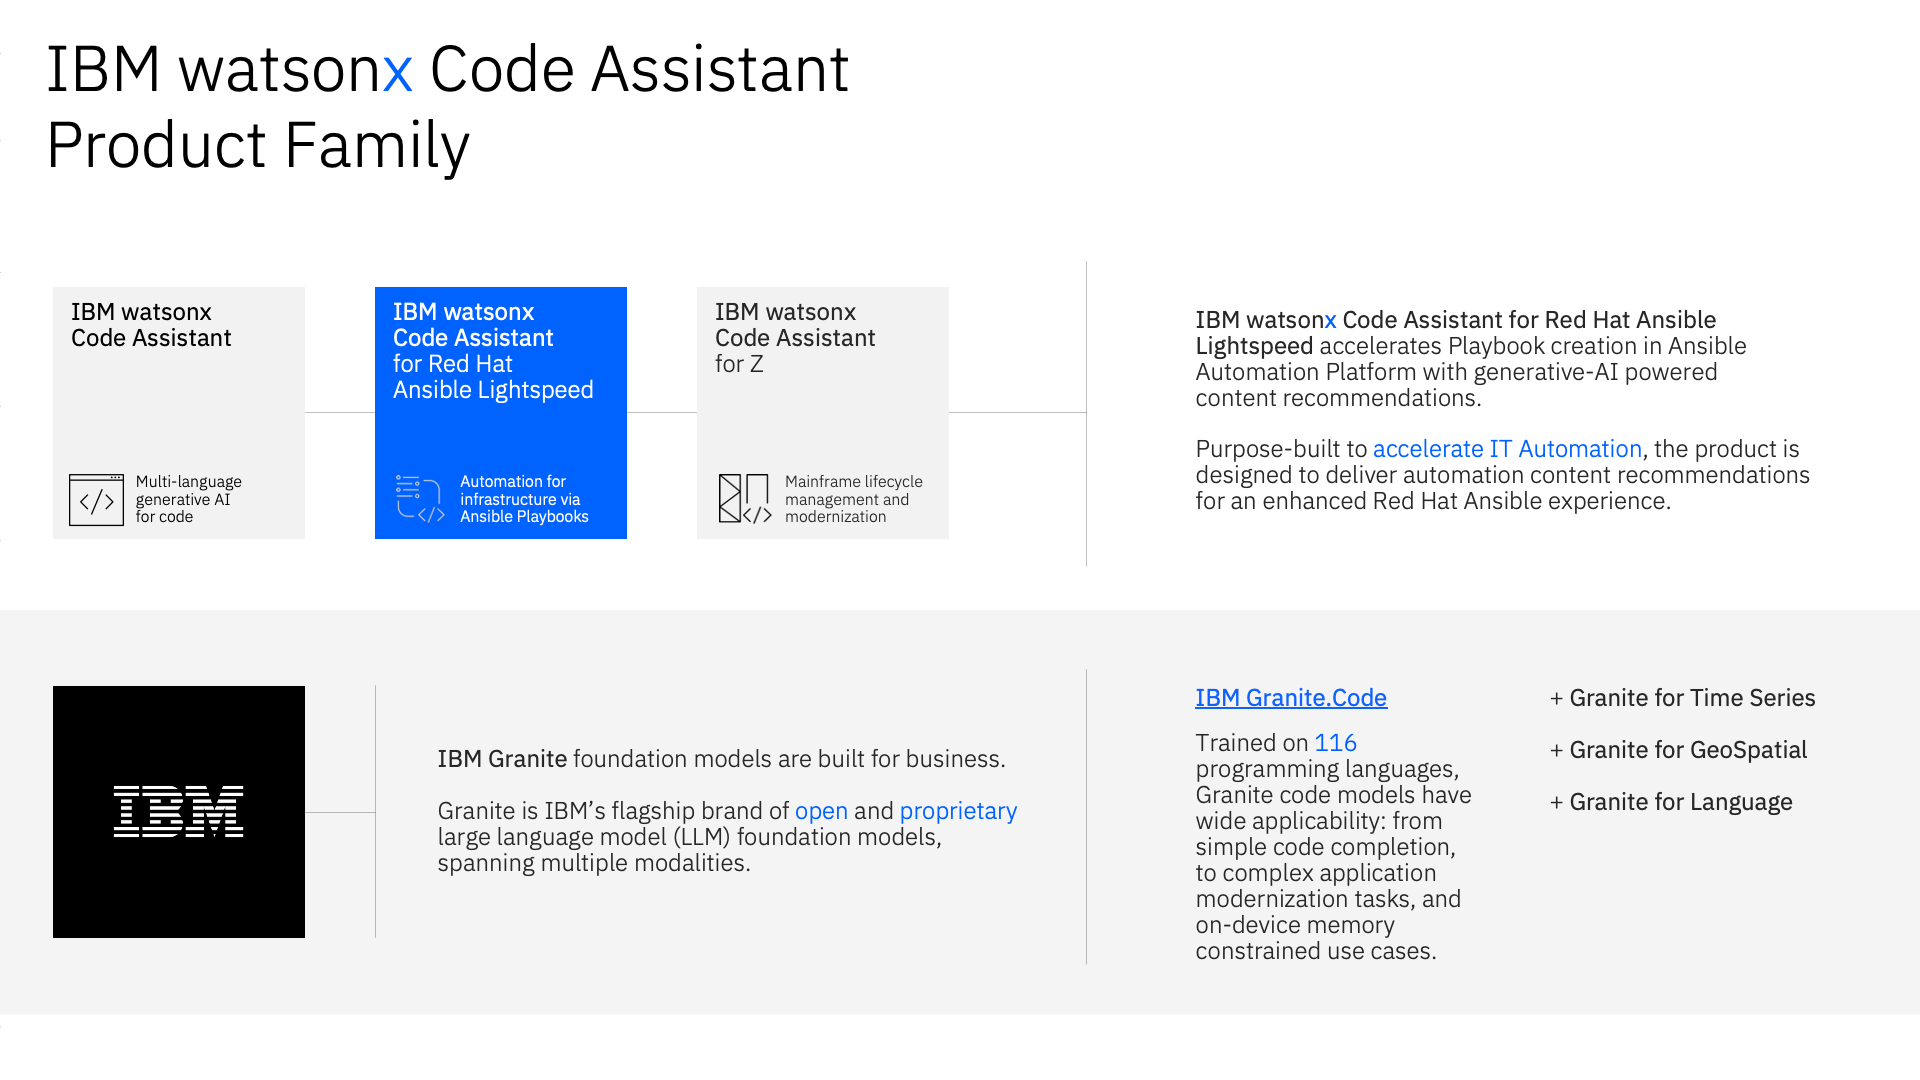 IBM watsonx Code Assistant
Product Family
IBM watsonx
Code Assistant
Multi-language
generative AI
for code
IBM watsonx
Code Assistant
for Red Hat
Ansible Lightspeed
Automation for
infrastructure via
Ansible Playbooks
IBM watsonx
Code Assistant
for Z
Mainframe lifecycle
management and
modernization
IBM watsonx Code Assistant for Red Hat Ansible
Lightspeed accelerates Playbook creation in Ansible
Automation Platform with generative-AI powered
content recommendations.
Purpose-built to accelerate IT Automation, the product is
designed to deliver automation content recommendations
for an enhanced Red Hat Ansible experience.
IBM
IBM Granite foundation models are built for business.
Granite is IBM’s flagship brand of open and proprietary
large language model (LLM) foundation models,
spanning multiple modalities.
IBM Granite.Code
Trained on 116
programming languages,
Granite code models have
wide applicability: from
simple code completion,
to complex application
modernization tasks, and
on-device memory
constrained use cases.
+ Granite for Time Series
+ Granite for GeoSpatial
+ Granite for Language